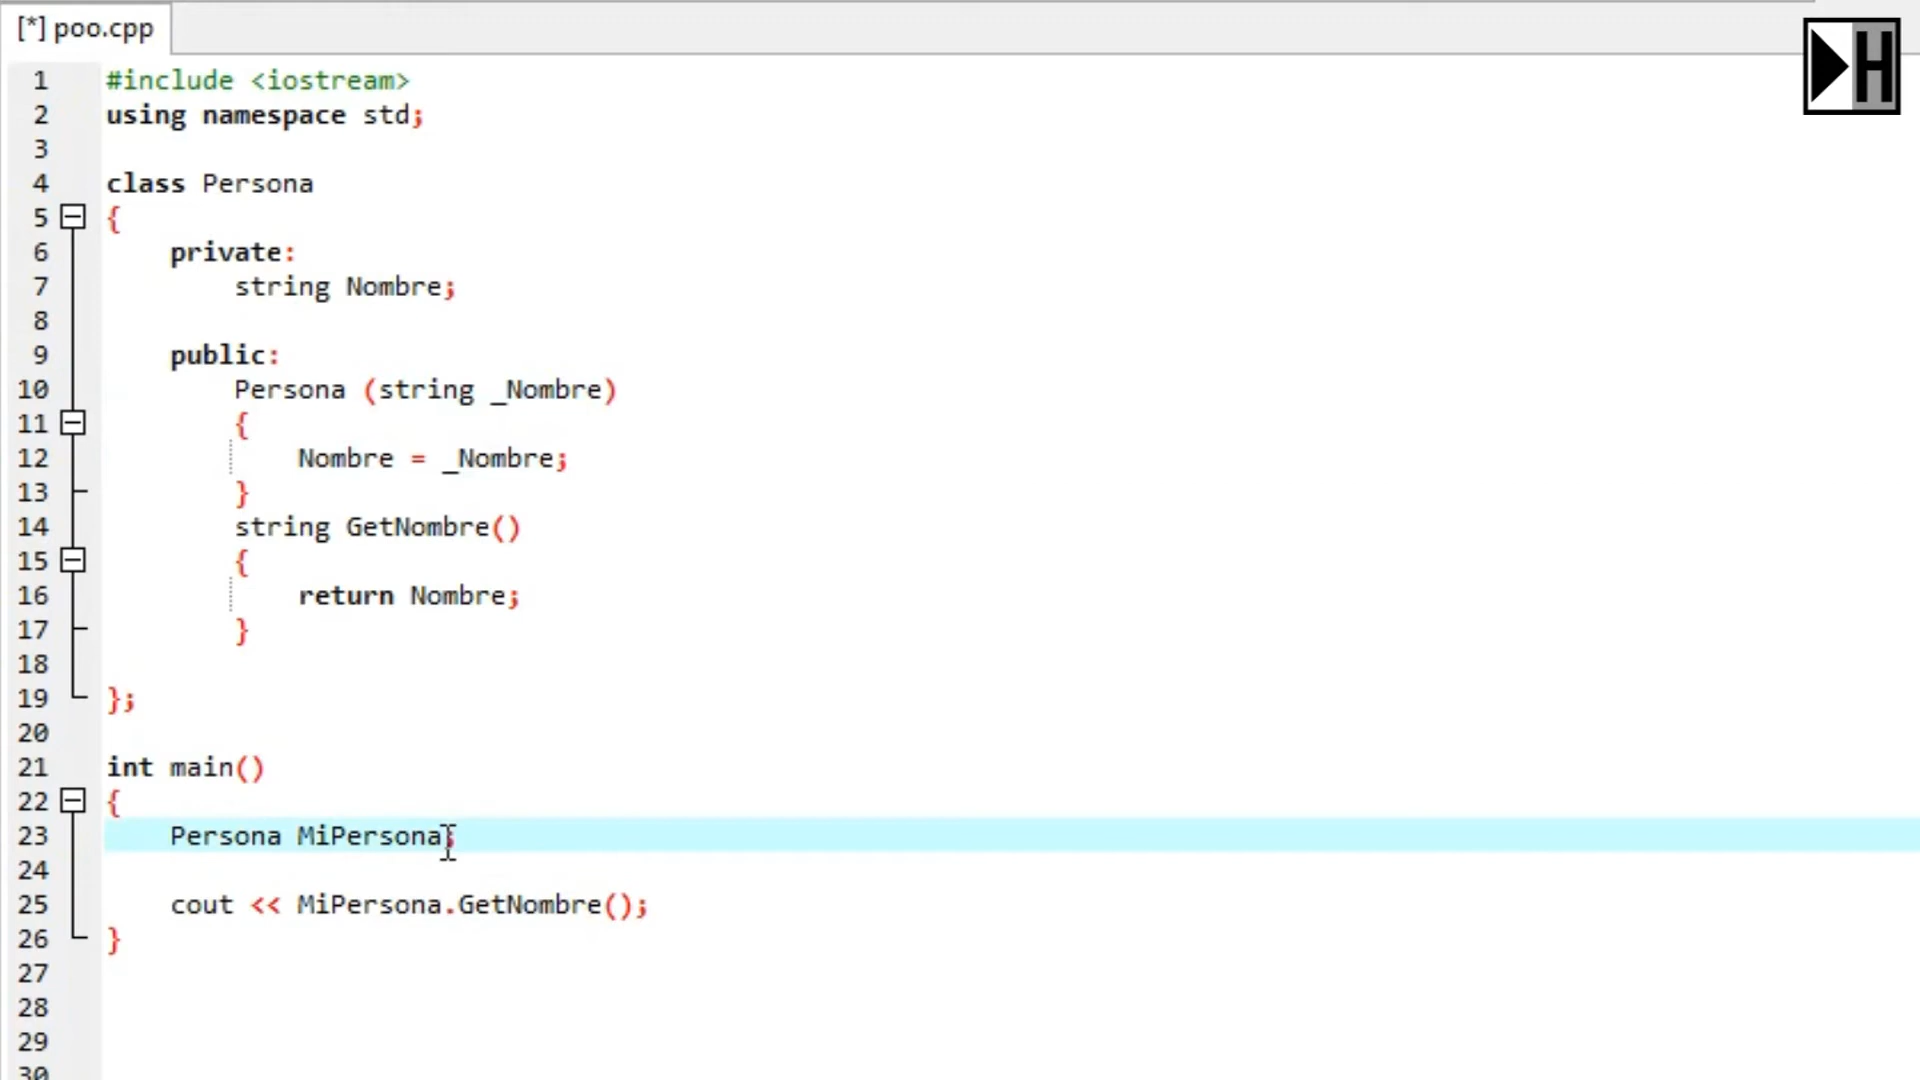 [*] poo.cpp
H
1 #include <iostream>
2 using namespace std;
3
4 class Persona
5 {
6 private:
7 string Nombre;
8
9 public:
10 Persona (string _Nombre)
11 {
12 Nombre = _Nombre;
13 }
14 string GetNombre()
15 {
16 return Nombre;
17 }
18
19 };
20
21 int main()
22 {
23 Persona MiPersona;
24
25 cout << MiPersona.GetNombre();
26 }
27
28
29
30